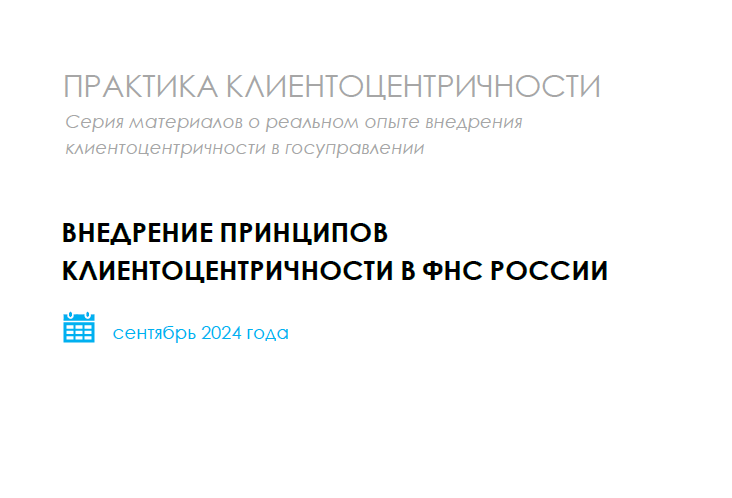 ПРАКТИКА КЛИЕНТОЦЕНТРИЧНОСТИ
Серия материалов о реальном опыте внедрения
клиентоцентричности в госуправлении
ВНЕДРЕНИЕ ПРИНЦИПОВ
КЛИЕНТОЦЕНТРИЧНОСТИ В ФНС РОССИИ
сентябрь 2024 года